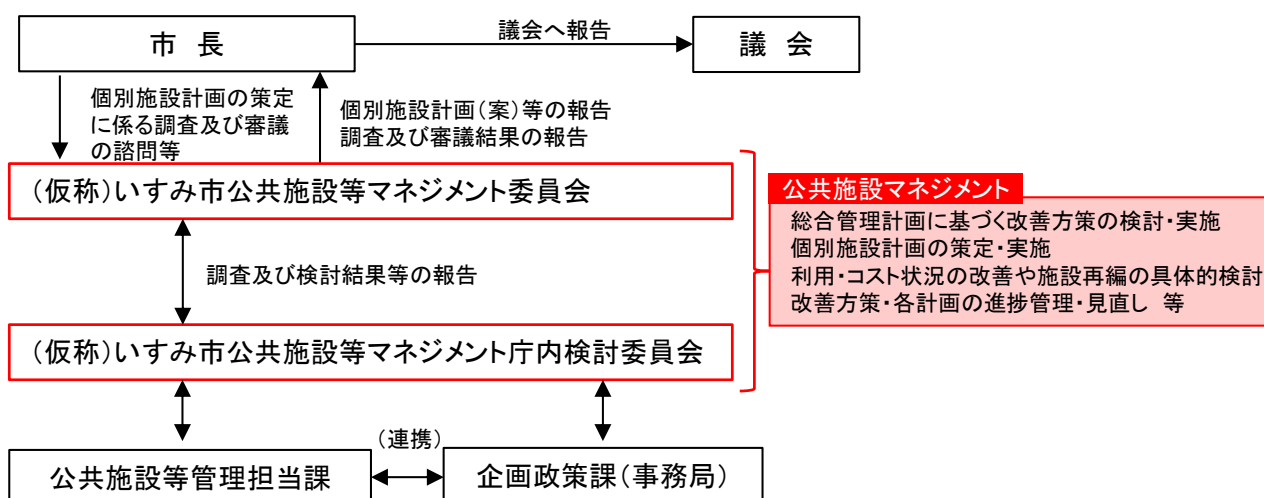 市 長
議会へ報告
議 会
個別施設計画の策定
に係る調査及び審議
の諮問等
個別施設計画(案)等の報告
調査及び審議結果の報告
(仮称)いすみ市公共施設等マネジメント委員会
公共施設マネジメント
総合管理計画に基づく改善方策の検討・実施
個別施設計画の策定・実施
利用・コスト状況の改善や施設再編の具体的検討
改善方策・各計画の進捗管理・見直し 等
調査及び検討結果等の報告
(仮称)いすみ市公共施設等マネジメント庁内検討委員会
公共施設等管理担当課
(連携)
企画政策課(事務局)